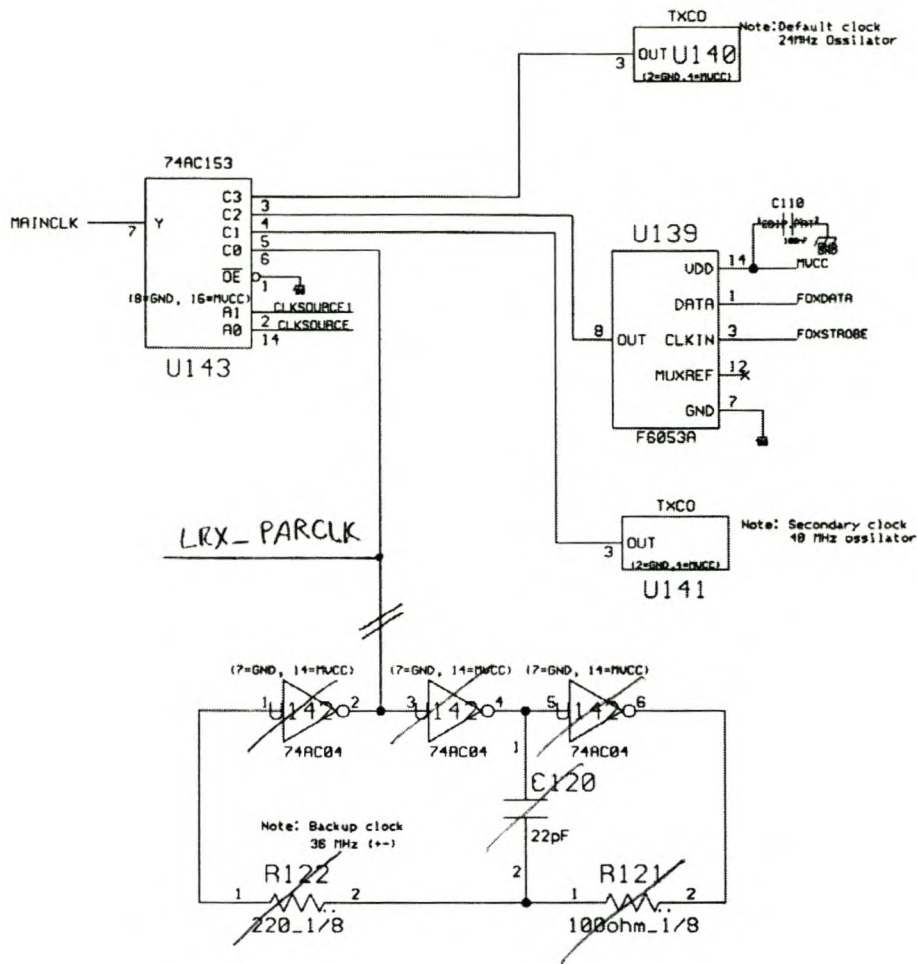 TXCO
Note:Default clock
24MHz Ossilator
OUT U140
3
(2=GND,4=MVCC)
74AC153
MAINCLK
7
Y
C3
3
C2
4
C1
5
C0
6
OE
1
(8=GND, 16=MVCC)
A1
2
CLKSOURCE1
A0
14
CLKSOURCE
U143
C110
U139
VDD
14
MVCC
DATA
1
FOXDATA
8
OUT
CLKIN
3
FOXSTROBE
MUXREF
12
GND
7
F6053A
TXCO
3
OUT
(2=GND,4=MVCC)
U141
Note: Secondary clock
40 MHz ossilator
LRX_PARCLK
(7=GND, 14=MVCC)
(7=GND, 14=MVCC)
(7=GND, 14=MVCC)
1
U142
2
3
U142
4
5
U142
6
74AC04
74AC04
74AC04
1
C120
22pF
2
Note: Backup clock
36 MHz (+-)
1
R122
2
220_1/8
1
R121
2
100ohm_1/8